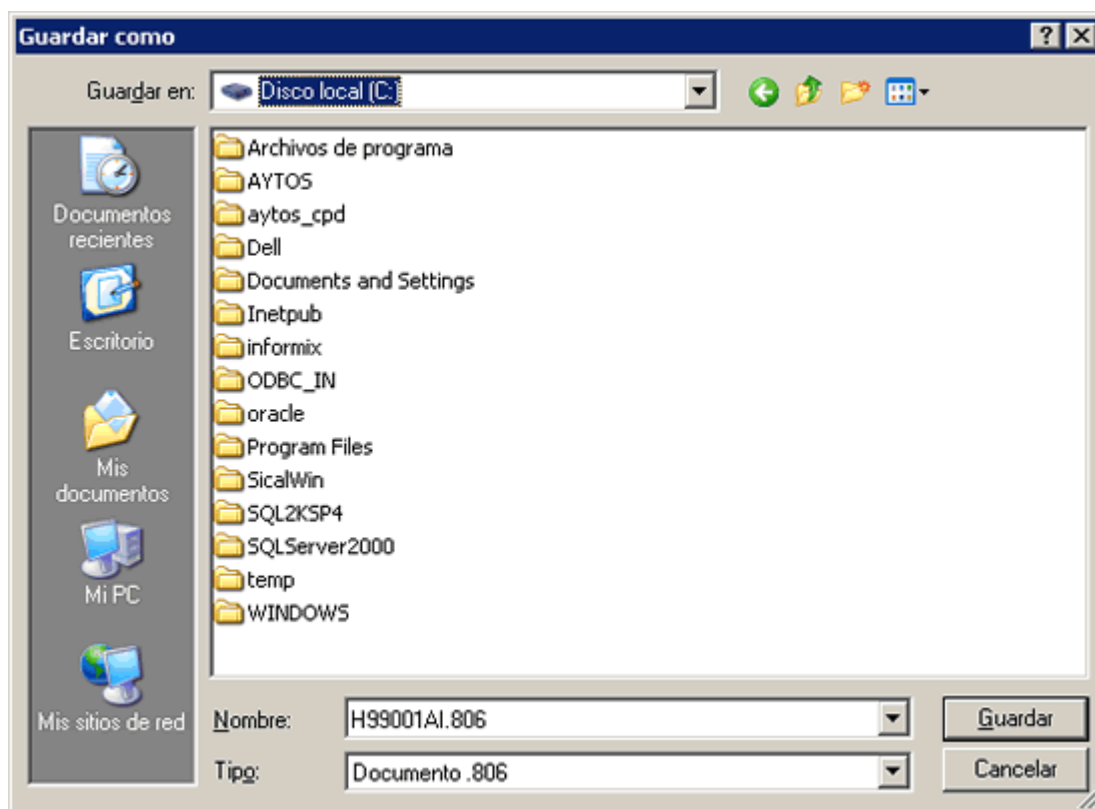 Guardar como
Guardar en:
Disco local (C:)
Documentos
recientes
Escritorio
Mis
documentos
Mi PC
Mis sitios de red
Archivos de programa
AYTOS
aytos_cpd
Dell
Documents and Settings
Inetpub
informix
ODBC_IN
oracle
Program Files
SicalWin
SQL2KSP4
SQLServer2000
temp
WINDOWS
Nombre:
H99001AI.806
Guardar
Tipo:
Documento .806
Cancelar